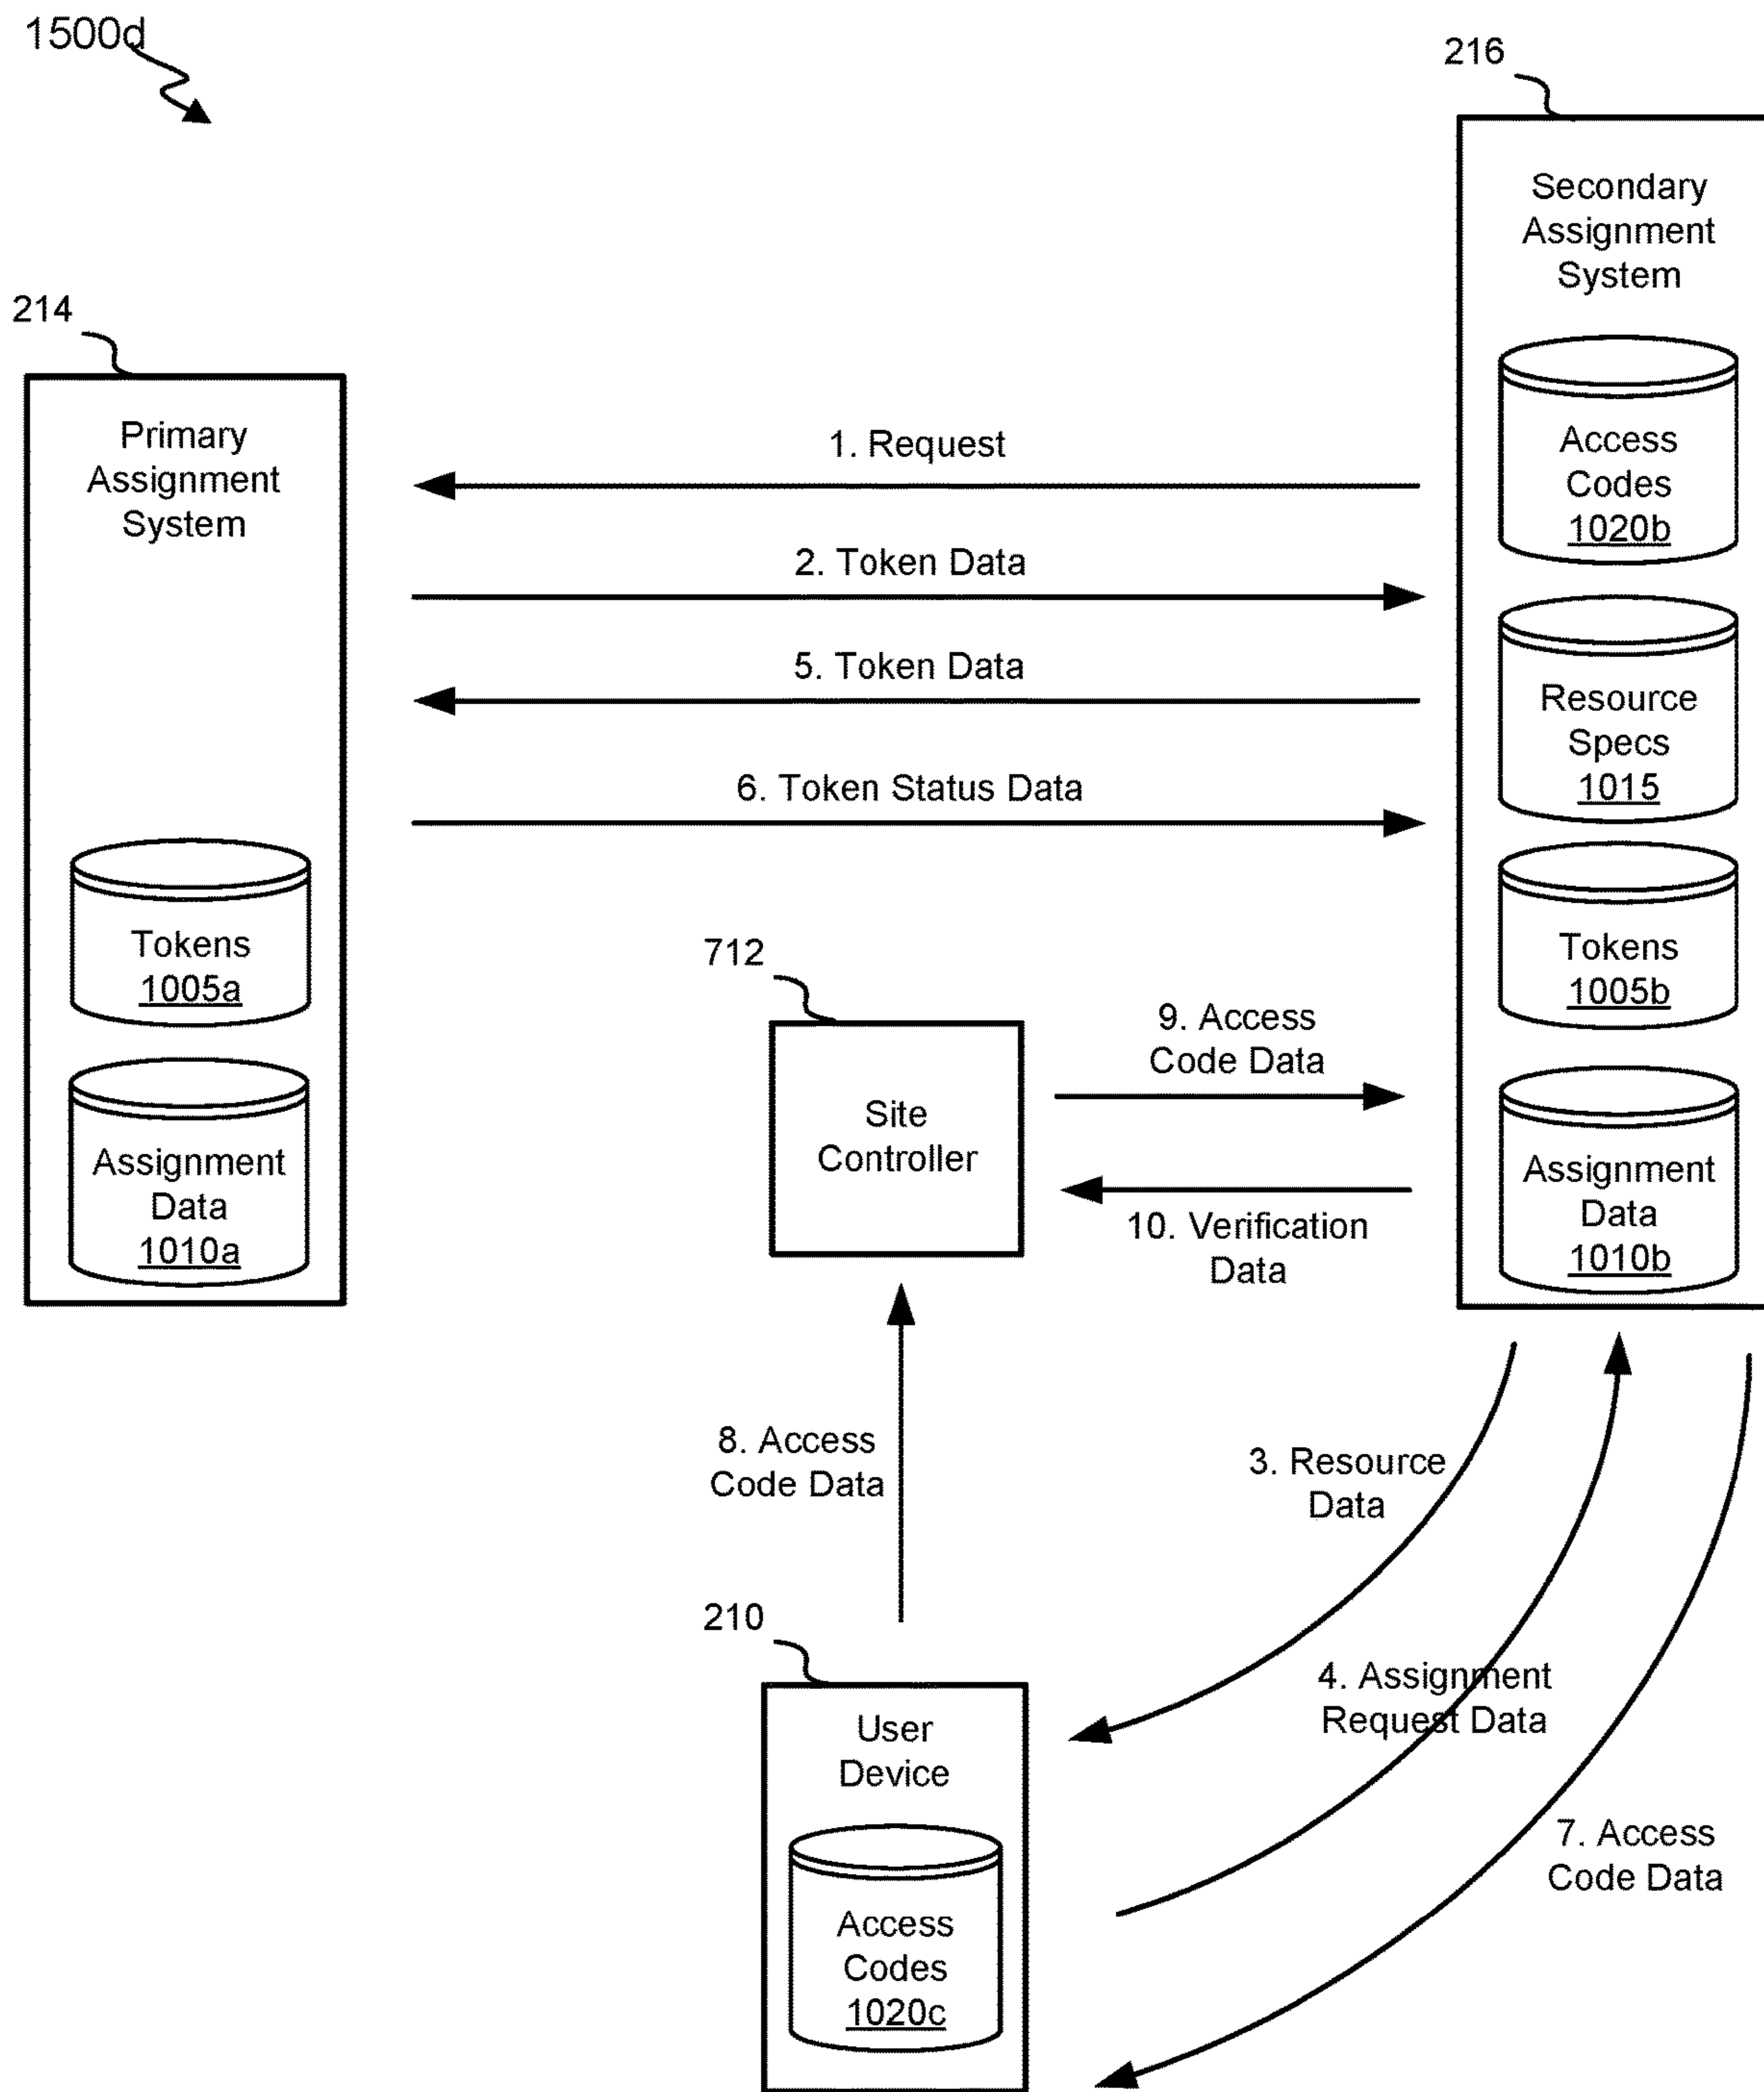 1500d
216
Secondary
Assignment
System
214
Primary
Assignment
System
Access
Codes
1020b
1. Request
2. Token Data
5. Token Data
6. Token Status Data
Resource
Specs
1015
Tokens
1005a
Tokens
1005b
712
Site
Controller
9. Access
Code Data
10. Verification
Data
Assignment
Data
1010a
Assignment
Data
1010b
8. Access
Code Data
3. Resource
Data
4. Assignment
Request Data
7. Access
Code Data
210
User
Device
Access
Codes
1020c